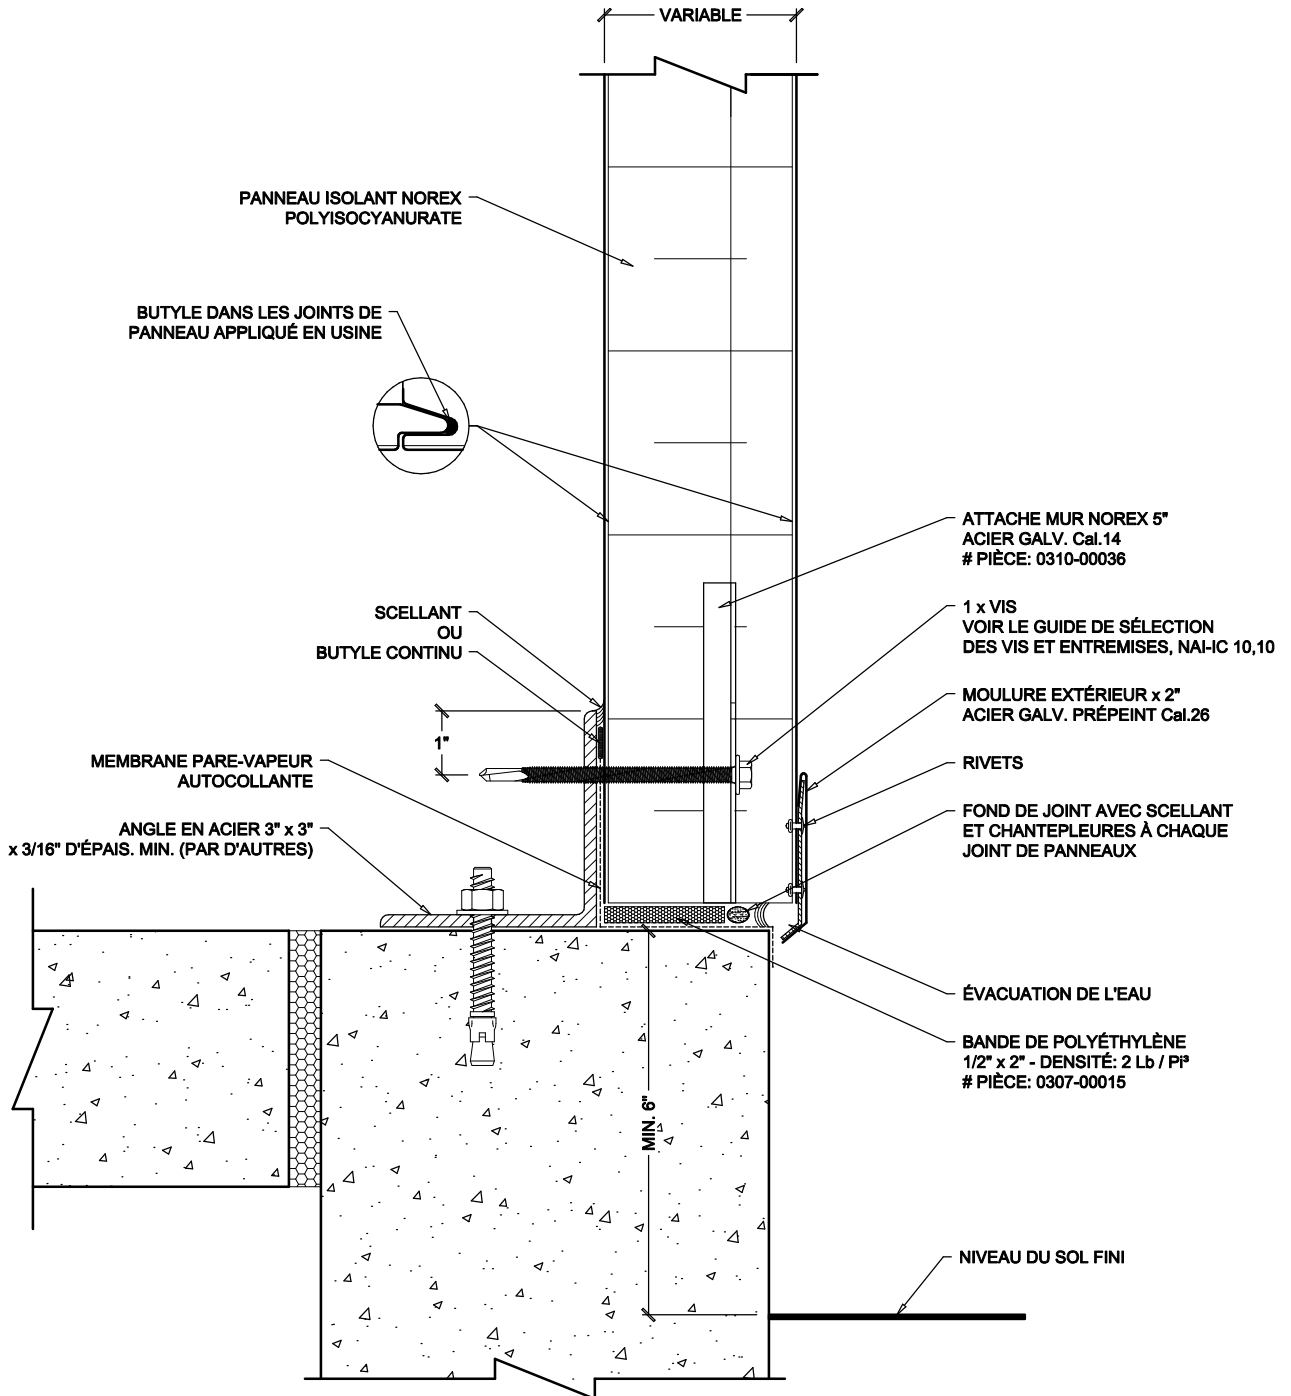 VARIABLE
PANNEAU ISOLANT NOREX
POLYISOCYANURATE
BUTYLE DANS LES JOINTS DE
PANNEAU APPLIQUÉ EN USINE
ATTACHE MUR NOREX 5"
ACIER GALV. Cal.14
# PIÈCE: 0310-00036
SCELLANT
OU
BUTYLE CONTINU
1 x VIS
VOIR LE GUIDE DE SÉLECTION
DES VIS ET ENTREMISES, NAI-IC 10,10
MOULURE EXTÉRIEUR x 2"
ACIER GALV. PRÉPEINT Cal.26
1"
MEMBRANE PARE-VAPEUR
AUTOCOLLANTE
RIVETS
ANGLE EN ACIER 3" x 3"
x 3/16" D'ÉPAIS. MIN. (PAR D'AUTRES)
FOND DE JOINT AVEC SCELLANT
ET CHANTEPLEURES À CHAQUE
JOINT DE PANNEAUX
ÉVACUATION DE L'EAU
BANDE DE POLYÉTHYLÈNE
1/2" x 2" - DENSITÉ: 2 Lb / Pi³
# PIÈCE: 0307-00015
MIN. 6"
NIVEAU DU SOL FINI